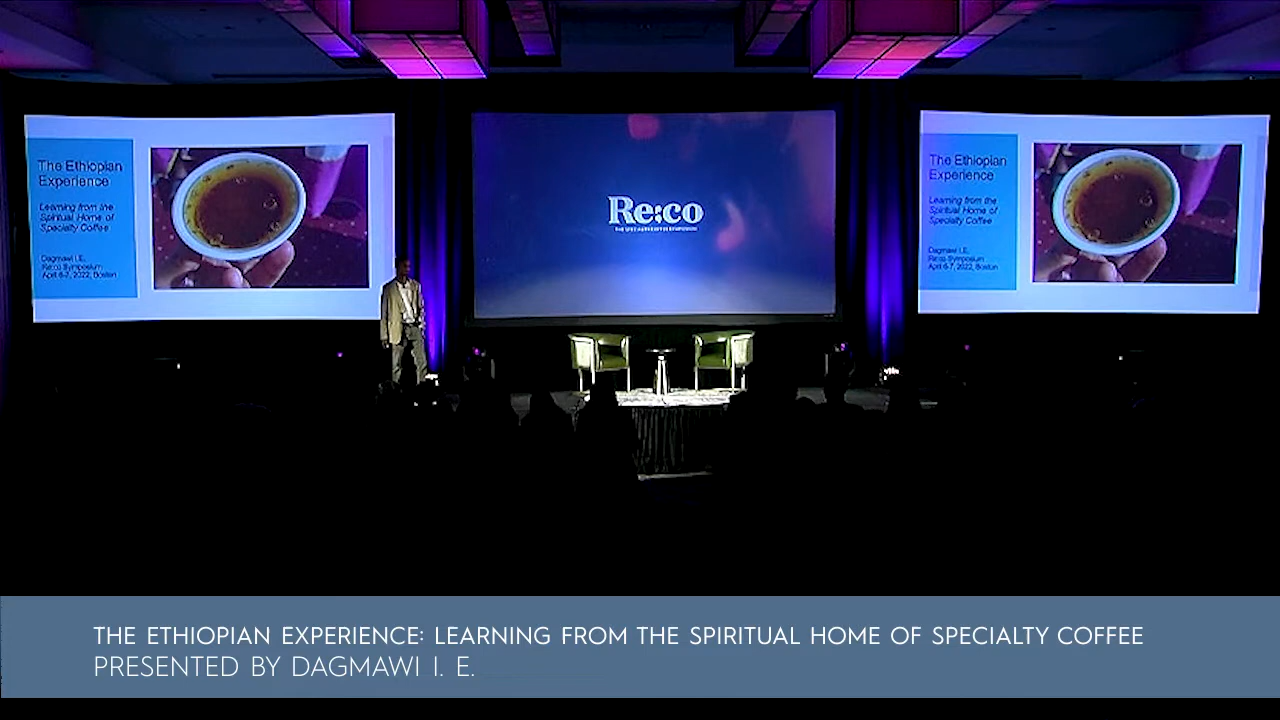 The Ethiopian
Experience
Learning from the
Spiritual Home of
Specialty Coffee
Dagmawi I.E.
Re:co Symposium
April 6-7, 2022, Boston
Re:co
The Ethiopian
Experience
Learning from the
Spiritual Home of
Specialty Coffee
Dagmawi I.E.
Re:co Symposium
April 6-7, 2022, Boston
THE ETHIOPIAN EXPERIENCE: LEARNING FROM THE SPIRITUAL HOME OF SPECIALTY COFFEE
PRESENTED BY DAGMAWI I. E.